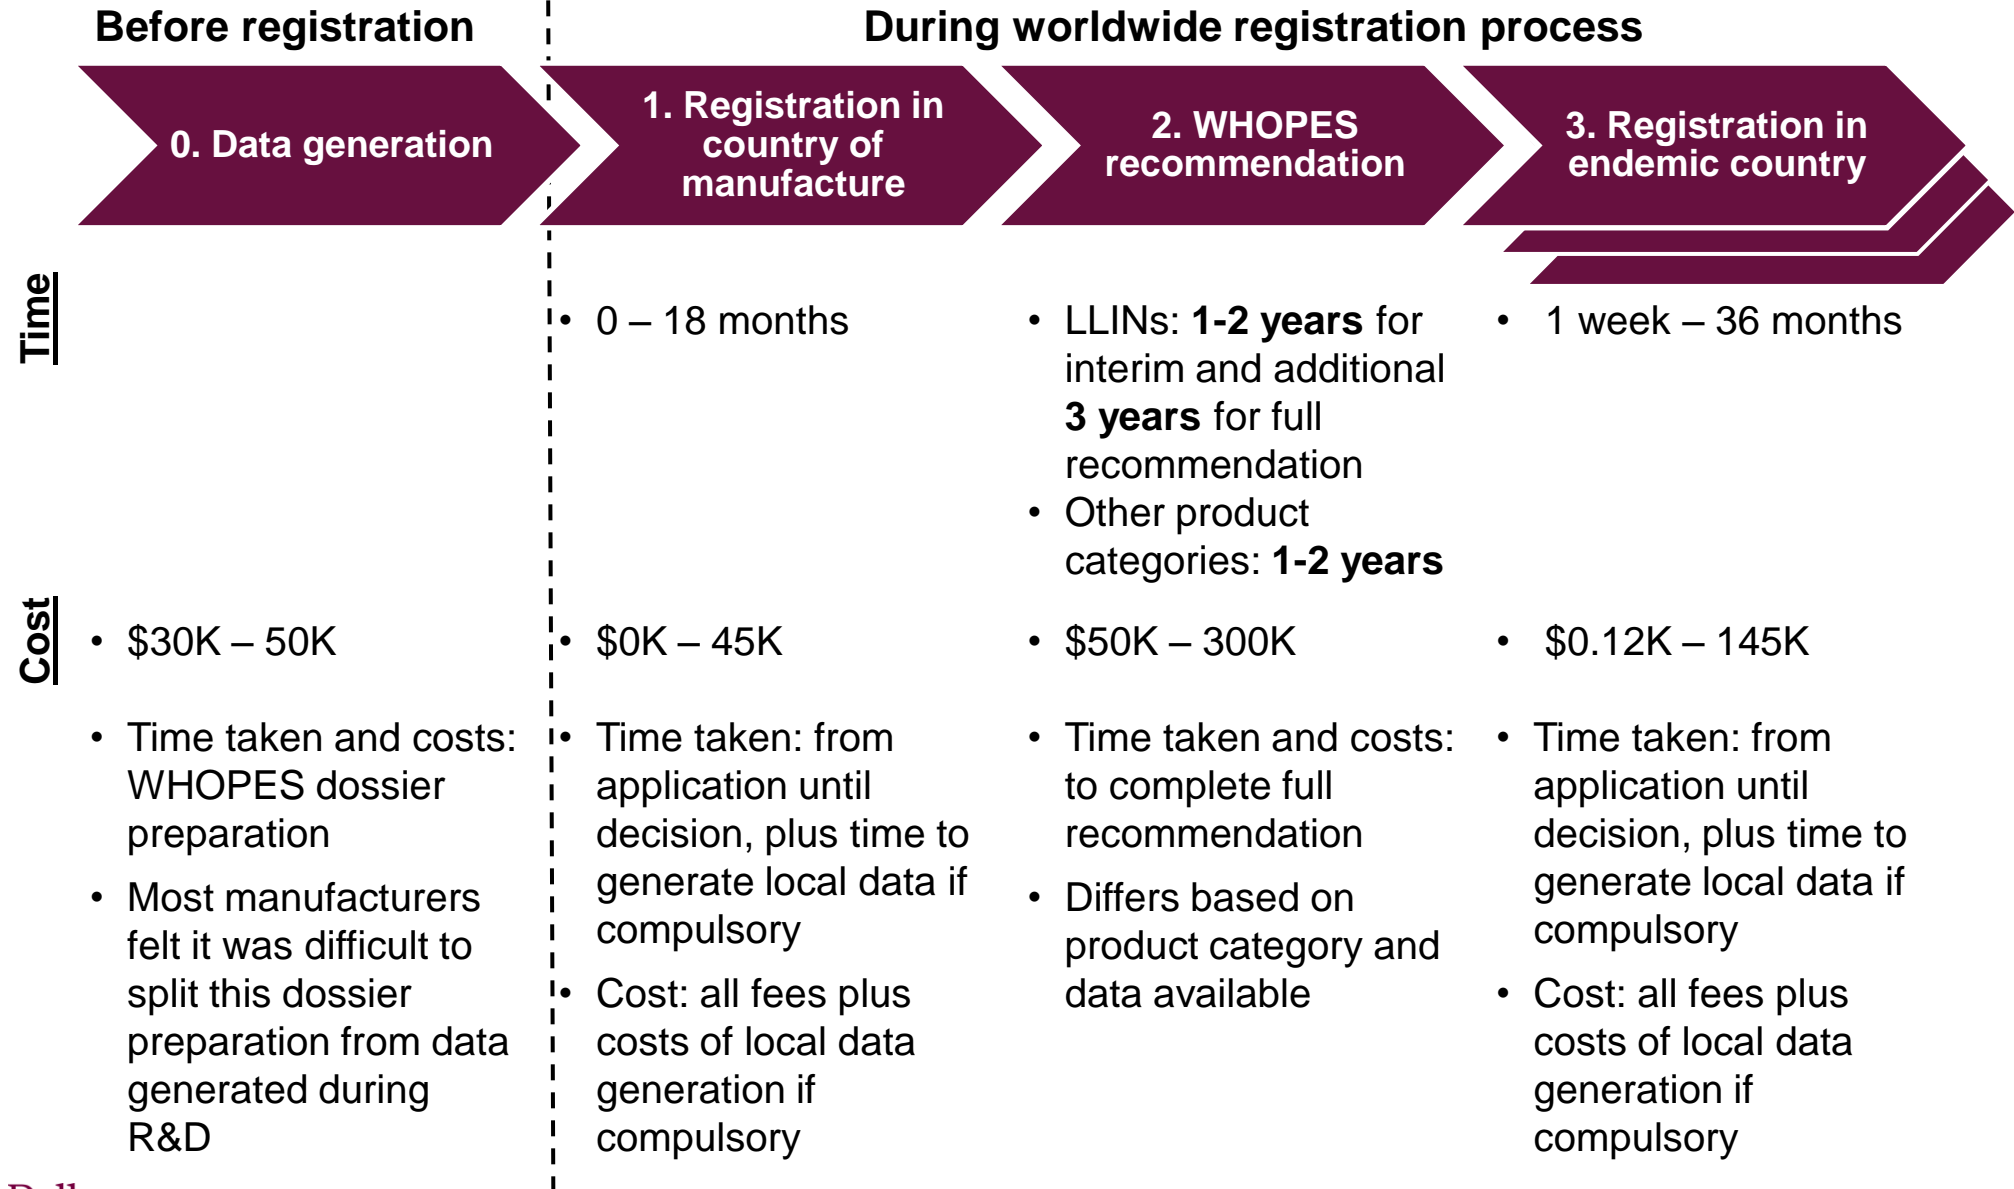 Before registration
During worldwide registration process
0. Data generation
1. Registration in
country of
manufacture
2. WHOPES
recommendation
3. Registration in
endemic country
Time
• 0 – 18 months
• LLINs: 1-2 years for
interim and additional
3 years for full
recommendation
• Other product
categories: 1-2 years
• 1 week – 36 months
Cost
• $30K – 50K
• $0K – 45K
• $50K – 300K
• $0.12K – 145K
• Time taken and costs:
WHOPES dossier
preparation
• Most manufacturers
felt it was difficult to
split this dossier
preparation from data
generated during
R&D
• Time taken: from
application until
decision, plus time to
generate local data if
compulsory
• Cost: all fees plus
costs of local data
generation if
compulsory
• Time taken and costs:
to complete full
recommendation
• Differs based on
product category and
data available
• Time taken: from
application until
decision, plus time to
generate local data if
compulsory
• Cost: all fees plus
costs of local data
generation if
compulsory